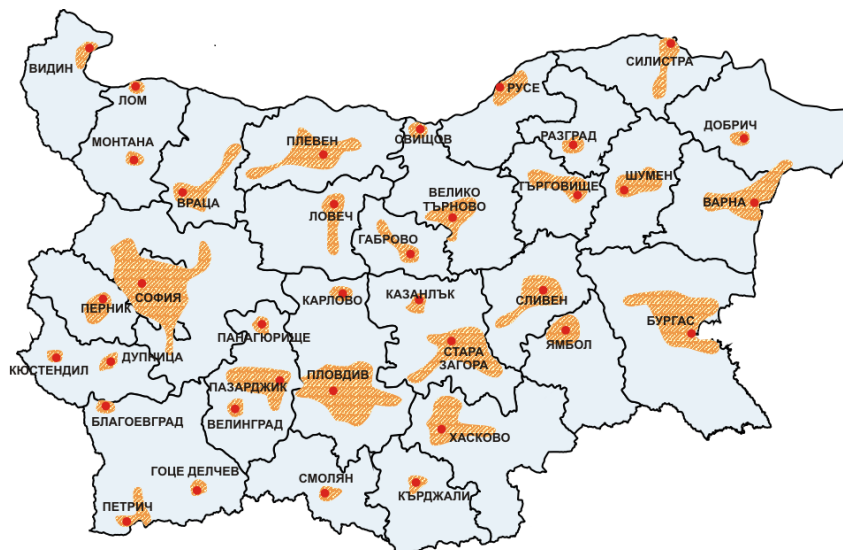 ВИДИН
ЛОМ
МОНТАНА
ВРАЦА
ПЛЕВЕН
СВИЩОВ
РУСЕ
СИЛИСТРА
ДОБРИЧ
РАЗГРАД
ТЪРГОВИЩЕ
ШУМЕН
ВАРНА
ВЕЛИКО
ТЪРНОВО
ЛОВЕЧ
ГАБРОВО
СОФИЯ
ПЕРНИК
КАРЛОВО
КАЗАНЛЪК
СЛИВЕН
БУРГАС
ПАНАГЮРИЩЕ
СТАРА
ЗАГОРА
ЯМБОЛ
КЮСТЕНДИЛ
ДУПНИЦА
ПАЗАРДЖИК
ПЛОВДИВ
БЛАГОЕВГРАД
ВЕЛИНГРАД
ХАСКОВО
ГОЦЕ ДЕЛЧЕВ
СМОЛЯН
КЪРДЖАЛИ
ПЕТРИЧ